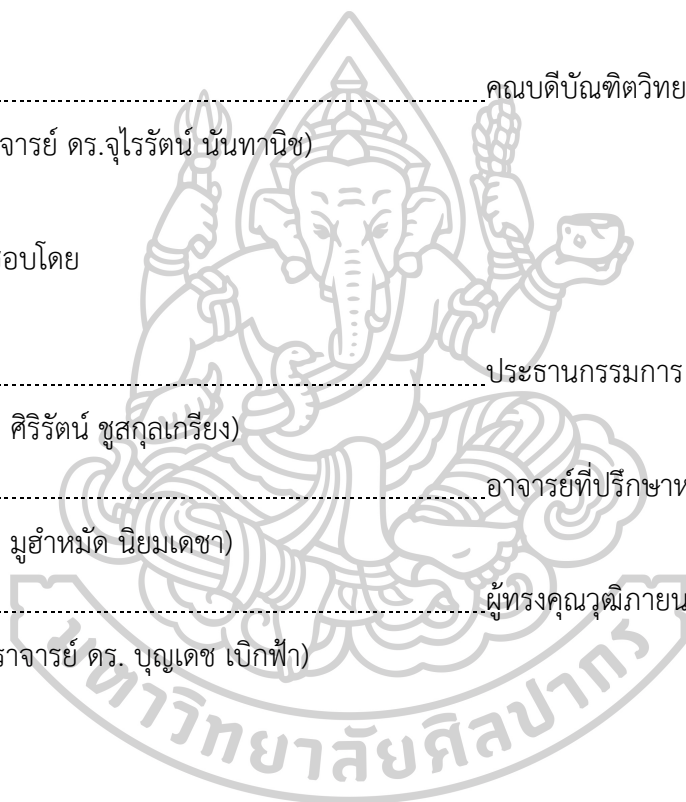 คณบดีบัณฑิตวิทย
จารย์ ดร.จุไรรัตน์ นันทานิช)
อบโดย
ประธานกรรมการ
ศิริรัตน์ ชูสกุลเกรียง)
อาจารย์ที่ปรึกษาห
มูฮำหมัด นิยมเดชา)
ผู้ทรงคุณวุฒิภายน
ราจารย์ ดร. บุญเดช เบิกฟ้า)
มหาวิทยาลัยศิลปากร